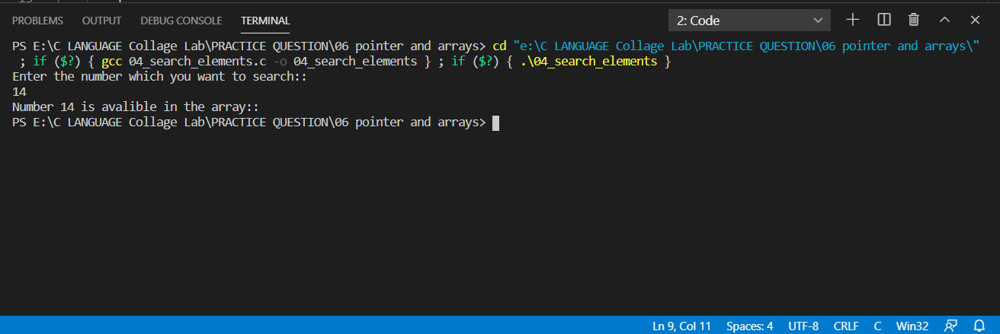 PROBLEMS OUTPUT DEBUG CONSOLE TERMINAL 2: Code
PS E:\C LANGUAGE Collage Lab\PRACTICE QUESTION\06 pointer and arrays> cd "e:\C LANGUAGE Collage Lab\PRACTICE QUESTION\06 pointer and arrays\"
; if ($?) { gcc 04_search_elements.c -o 04_search_elements } ; if ($?) { .\04_search_elements }
Enter the number which you want to search::
14
Number 14 is avalible in the array::
PS E:\C LANGUAGE Collage Lab\PRACTICE QUESTION\06 pointer and arrays>
Ln 9, Col 11 Spaces: 4 UTF-8 CRLF C Win32